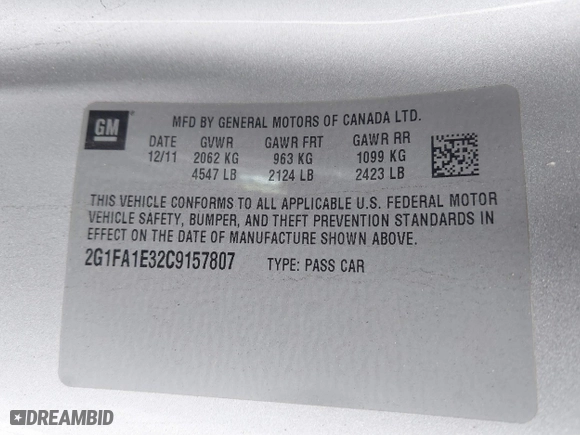 GM
MFD BY GENERAL MOTORS OF CANADA LTD.
DATE GVWR GAWR FRT GAWR RR
12/11 2062 KG 963 KG 1099 KG
4547 LB 2124 LB 2423 LB
THIS VEHICLE CONFORMS TO ALL APPLICABLE U.S. FEDERAL MOTOR
VEHICLE SAFETY, BUMPER, AND THEFT PREVENTION STANDARDS IN
EFFECT ON THE DATE OF MANUFACTURE SHOWN ABOVE.
2G1FA1E32C9157807 TYPE: PASS CAR
DREAMBID